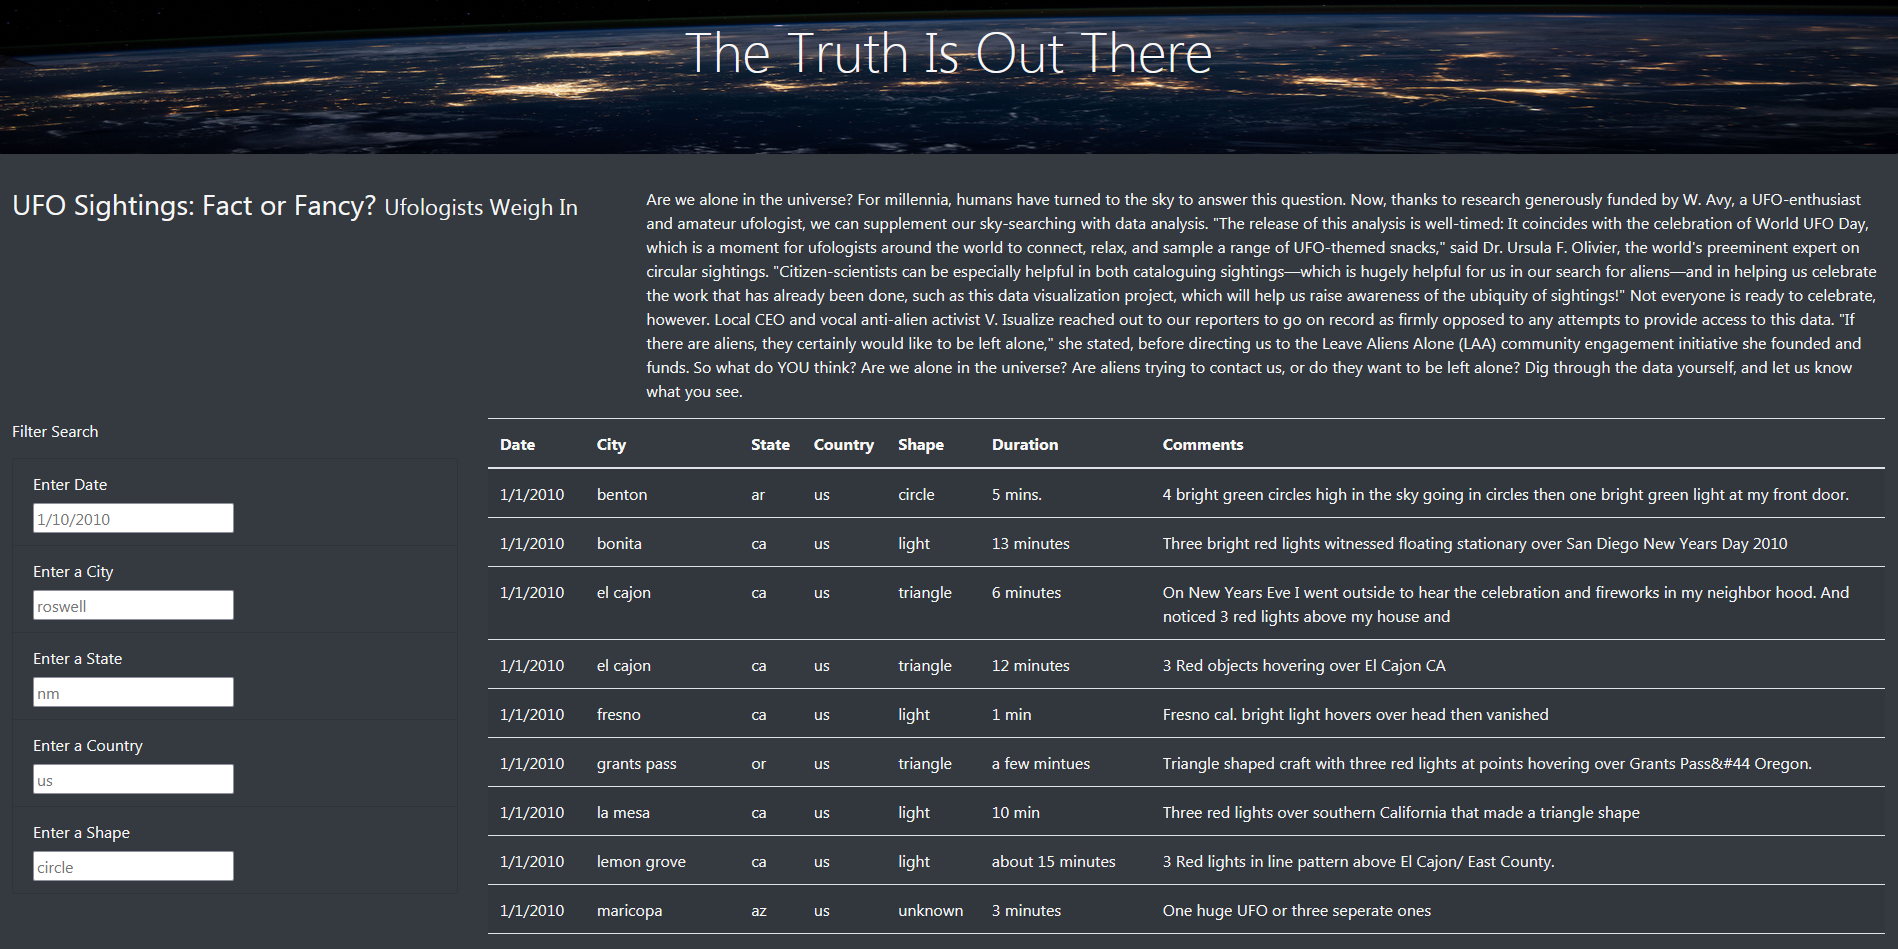 The Truth Is Out There
UFO Sightings: Fact or Fancy? Ufologists Weigh In
Are we alone in the universe? For millennia, humans have turned to the sky to answer this question. Now, thanks to research generously funded by W. Avy, a UFO-enthusiast
and amateur ufologist, we can supplement our sky-searching with data analysis. "The release of this analysis is well-timed: It coincides with the celebration of World UFO Day,
which is a moment for ufologists around the world to connect, relax, and sample a range of UFO-themed snacks," said Dr. Ursula F. Olivier, the world's preeminent expert on
circular sightings. "Citizen-scientists can be especially helpful in both cataloguing sightings—which is hugely helpful for us in our search for aliens—and in helping us celebrate
the work that has already been done, such as this data visualization project, which will help us raise awareness of the ubiquity of sightings!" Not everyone is ready to celebrate,
however. Local CEO and vocal anti-alien activist V. Isualize reached out to our reporters to go on record as firmly opposed to any attempts to provide access to this data. "If
there are aliens, they certainly would like to be left alone," she stated, before directing us to the Leave Aliens Alone (LAA) community engagement initiative she founded and
funds. So what do YOU think? Are we alone in the universe? Are aliens trying to contact us, or do they want to be left alone? Dig through the data yourself, and let us know
what you see.
Filter Search
Enter Date
1/10/2010
Enter a City
roswell
Enter a State
nm
Enter a Country
us
Enter a Shape
circle
Date City State Country Shape Duration Comments
1/1/2010 benton ar us circle 5 mins. 4 bright green circles high in the sky going in circles then one bright green light at my front door.
1/1/2010 bonita ca us light 13 minutes Three bright red lights witnessed floating stationary over San Diego New Years Day 2010
1/1/2010 el cajon ca us triangle 6 minutes On New Years Eve I went outside to hear the celebration and fireworks in my neighbor hood. And
noticed 3 red lights above my house and
1/1/2010 el cajon ca us triangle 12 minutes 3 Red objects hovering over El Cajon CA
1/1/2010 fresno ca us light 1 min Fresno cal. bright light hovers over head then vanished
1/1/2010 grants pass or us triangle a few mintues Triangle shaped craft with three red lights at points hovering over Grants Pass&#44 Oregon.
1/1/2010 la mesa ca us light 10 min Three red lights over southern California that made a triangle shape
1/1/2010 lemon grove ca us light about 15 minutes 3 Red lights in line pattern above El Cajon/ East County.
1/1/2010 maricopa az us unknown 3 minutes One huge UFO or three seperate ones